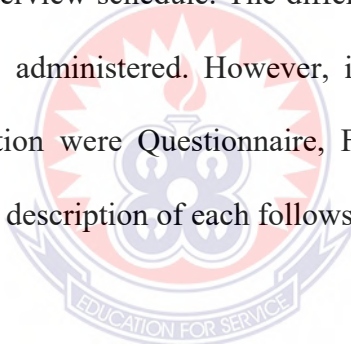 erview schedule. The differ
administered. However, i
tion were Questionnaire, F
description of each follows
EDUCATION FOR SERVICE